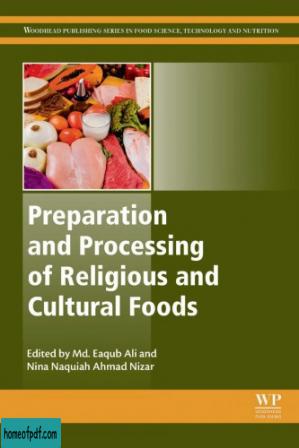 WOODHEAD PUBLISHING SERIES IN FOOD SCIENCE, TECHNOLOGY AND NUTRITION
Preparation
and Processing
of Religious and
Cultural Foods
Edited by Md. Eaqub Ali and
Nina Naquiah Ahmad Nizar
WP
homeofpdf.com